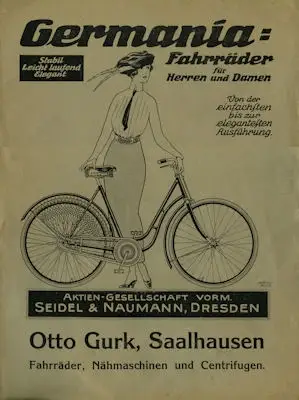 Germania=
Fahrräder
für
Herren und Damen
Stabil
Leicht laufend
Elegant
Von der
einfachsten
bis zur
elegantesten
Ausführung.
AKTIEN-GESELLSCHAFT VORM.
SEIDEL & NAUMANN, DRESDEN
Otto Gurk, Saalhausen
Fahrräder, Nähmaschinen und Centrifugen.